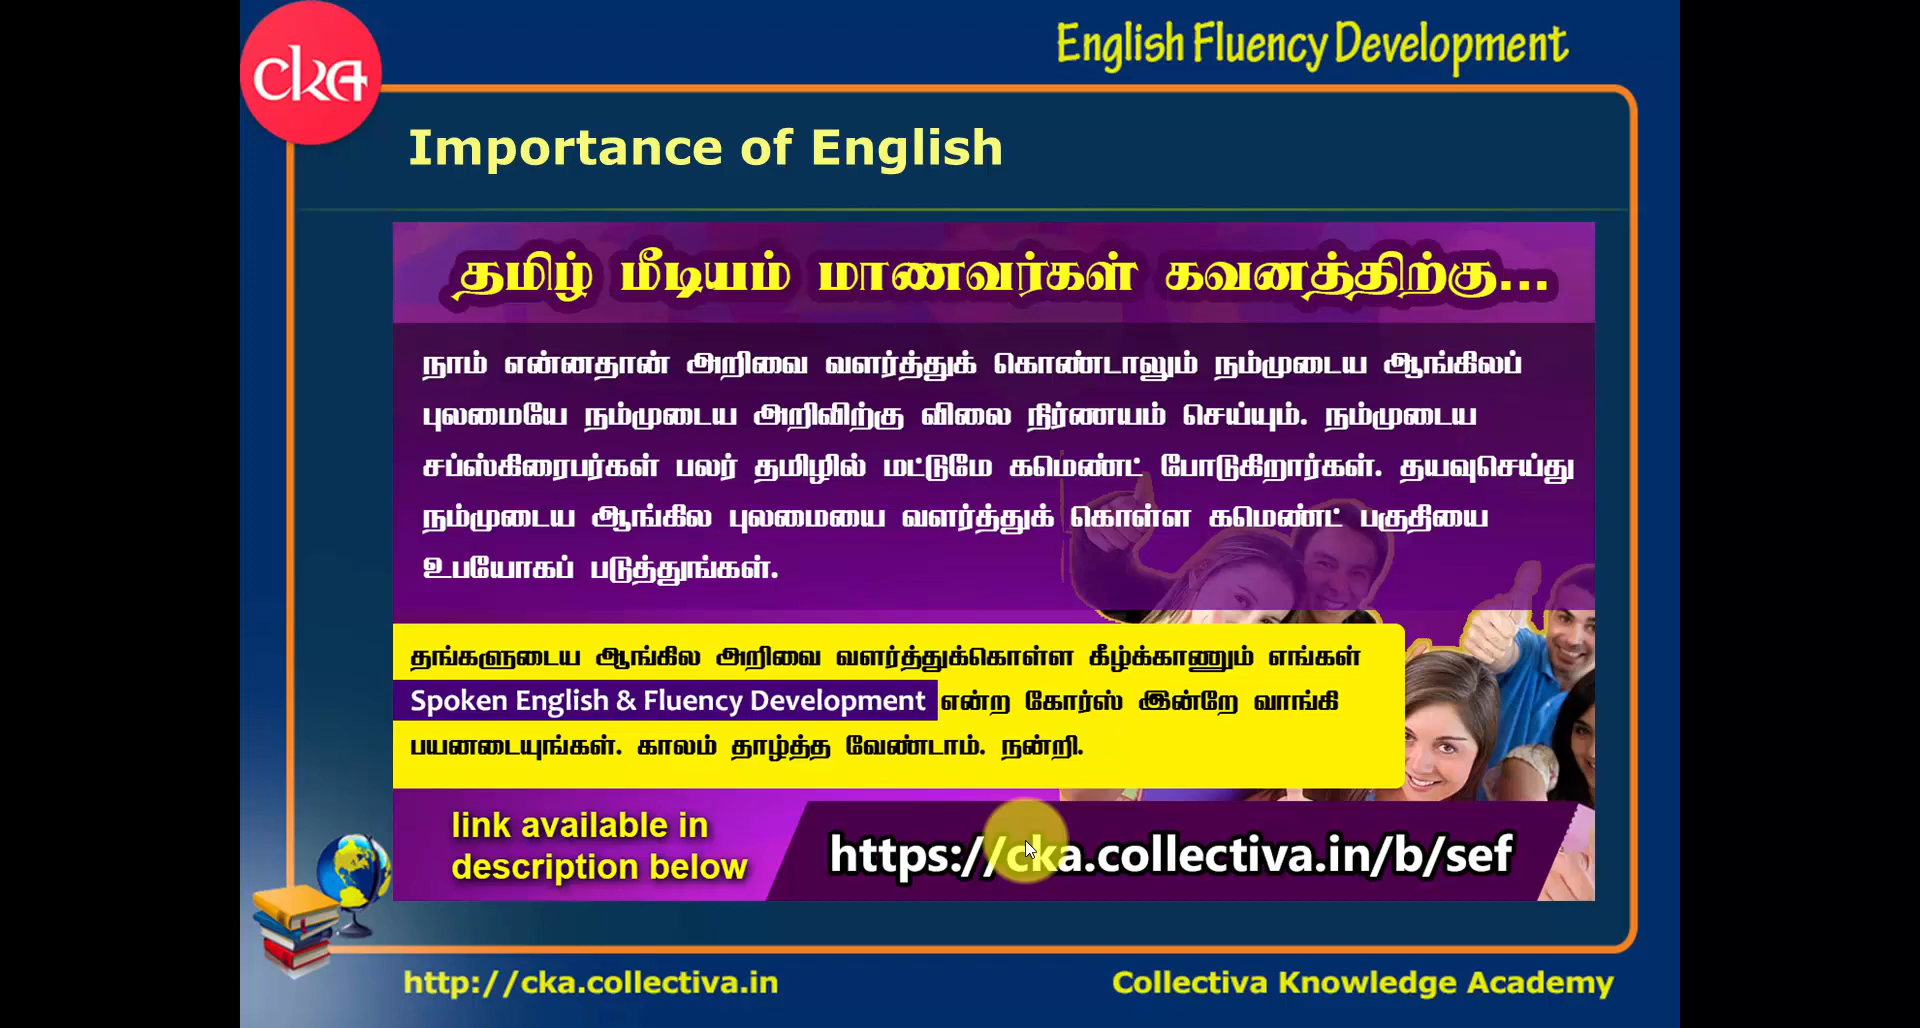 cka
English Fluency Development
Importance of English
தமிழ் மீடியம் மாணவர்கள் கவனத்திற்கு...
நாம் என்னதான் அறிவை வளர்த்துக் கொண்டாலும் நம்முடைய ஆங்கிலப்
புலமையே நம்முடைய அறிவிற்கு விலை நிர்ணயம் செய்யும். நம்முடைய
சப்ஸ்கிரைபர்கள் பலர் தமிழில் மட்டுமே கமெண்ட் போடுகிறார்கள். தயவுசெய்து
நம்முடைய ஆங்கில புலமையை வளர்த்துக் கொள்ள கமெண்ட் பகுதியை
உபயோகப் படுத்துங்கள்.
தங்களுடைய ஆங்கில அறிவை வளர்த்துக்கொள்ள கீழ்க்காணும் எங்கள்
Spoken English & Fluency Development என்ற கோர்ஸ் இன்றே வாங்கி
பயனடையுங்கள். காலம் தாழ்த்த வேண்டாம். நன்றி.
link available in
description below
https://cka.collectiva.in/b/sef
http://cka.collectiva.in
Collectiva Knowledge Academy